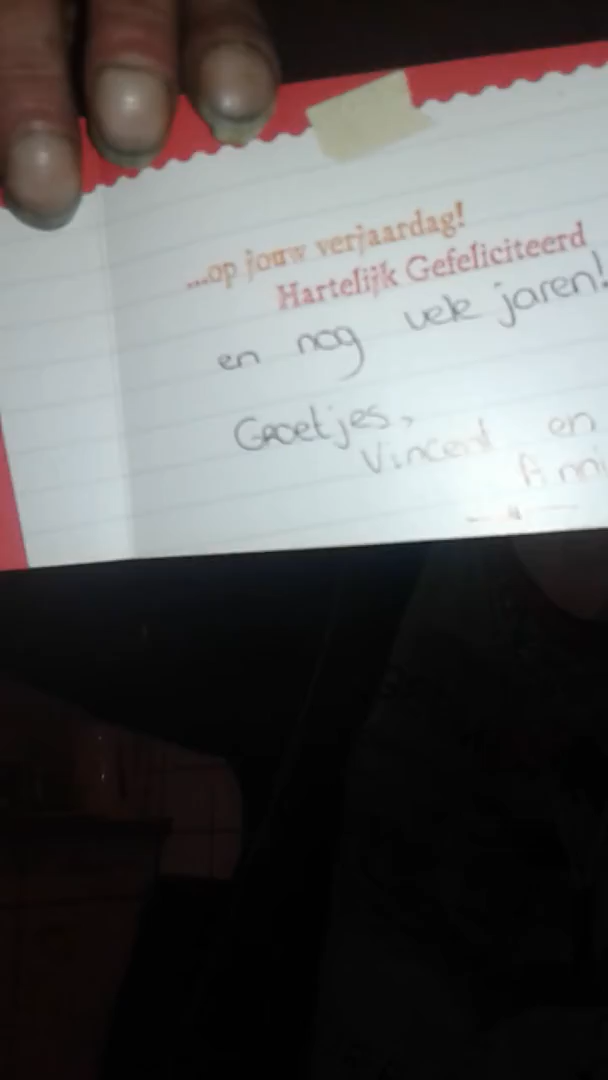 ...op jouw verjaardag!
Hartelijk Gefeliciteerd
en nog vele jaren!
Groetjes,
Vincent en